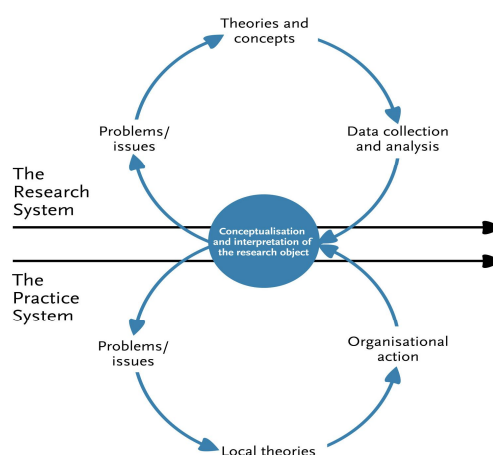 Theories and
concepts
Problems/
issues
Data collection
and analysis
The
Research
System
Conceptualisation
and interpretation of
the research object
The
Practice
System
Problems/
issues
Organisational
action
Local theories